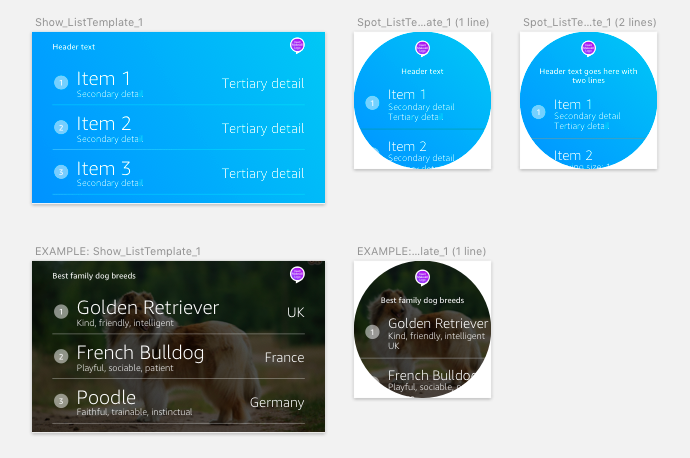 Show_ListTemplate_1
Spot_ListTe...ate_1 (1 line)
Spot_ListTe...te_1 (2 lines)
Header text
1
Item 1
Secondary detail
Tertiary detail
2
Item 2
Secondary detail
Tertiary detail
3
Item 3
Secondary detail
Tertiary detail
Header text
1
Item 1
Secondary detail
Tertiary detail
Item 2
Secondary detail
Header text goes here with
two lines
1
Item 1
Secondary detail
Tertiary detail
Item 2
EXAMPLE: Show_ListTemplate_1
EXAMPLE:...late_1 (1 line)
Best family dog breeds
1
Golden Retriever
Kind, friendly, intelligent
UK
2
French Bulldog
Playful, sociable, patient
France
3
Poodle
Faithful, trainable, instinctual
Germany
Best family dog breeds
1
Golden Retriever
Kind, friendly, intelligent
UK
French Bulldog
Playful, sociable,